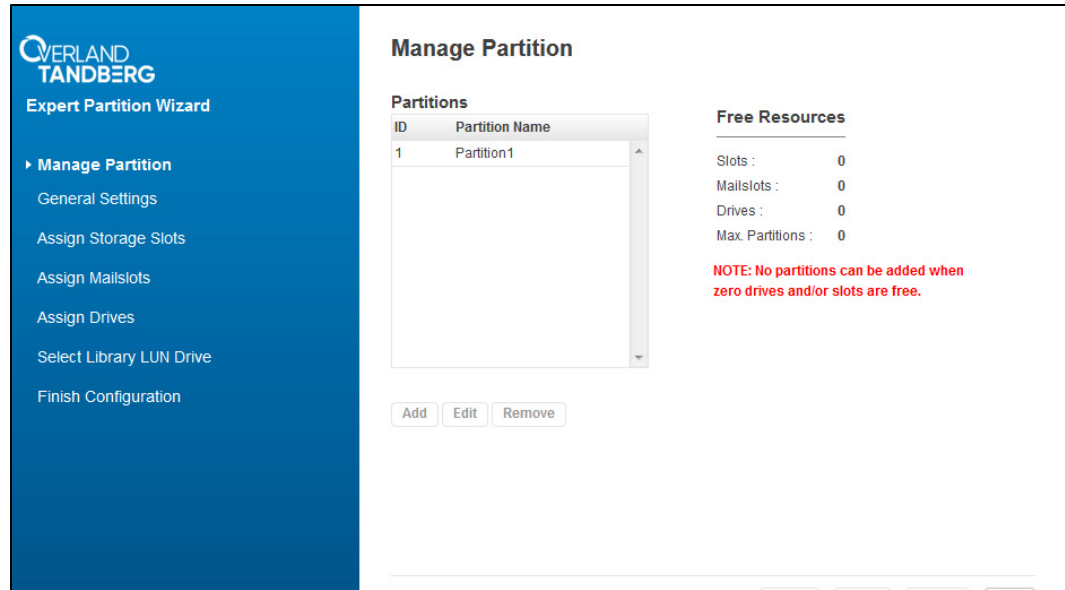 OVERLAND
TANDBERG
Expert Partition Wizard
Manage Partition
General Settings
Assign Storage Slots
Assign Mailslots
Assign Drives
Select Library LUN Drive
Finish Configuration
Manage Partition
Partitions
ID Partition Name
1 Partition1
Add Edit Remove
Free Resources
Slots : 0
Mailslots : 0
Drives : 0
Max. Partitions : 0
NOTE: No partitions can be added when
zero drives and/or slots are free.